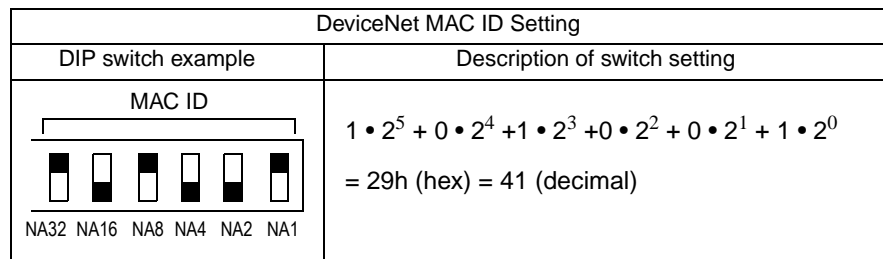 DeviceNet MAC ID Setting
DIP switch example
Description of switch setting
MAC ID
1 • 2⁵ + 0 • 2⁴ +1 • 2³ +0 • 2² + 0 • 2¹ + 1 • 2⁰
= 29h (hex) = 41 (decimal)
NA32 NA16 NA8 NA4 NA2 NA1